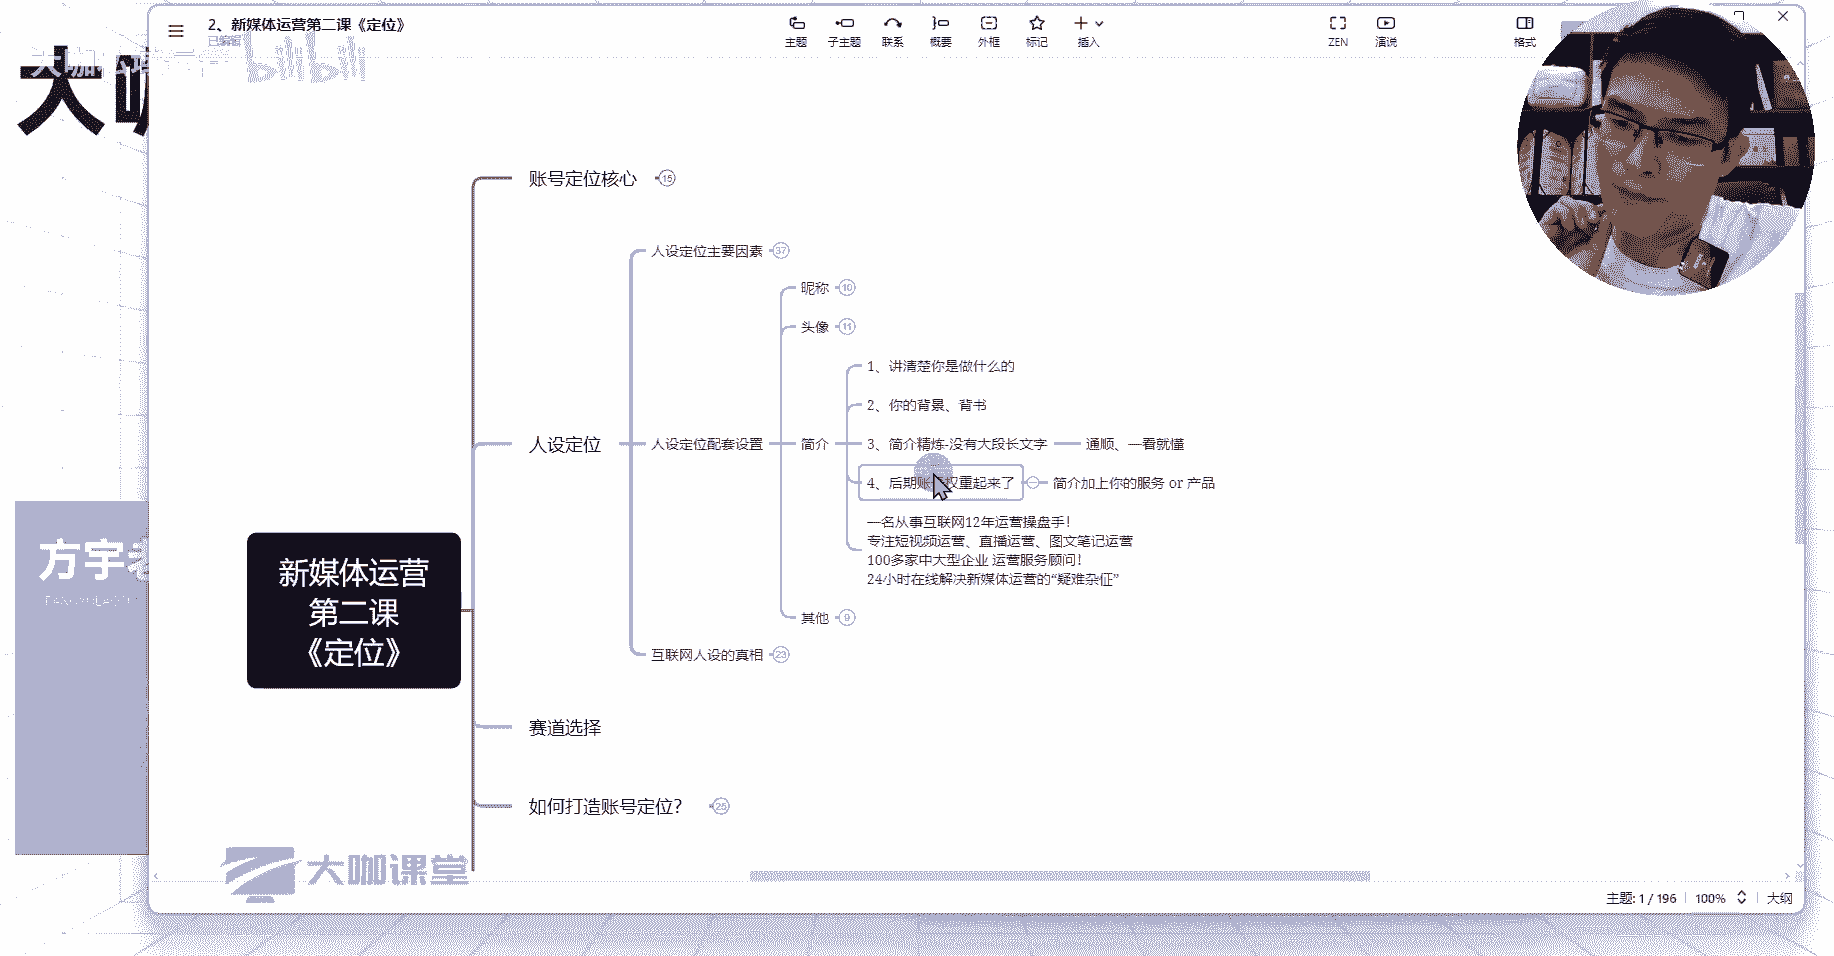 2、新媒体运营第二课《定位》
已编辑
主题
子主题
联系
概要
外框
标记
插入
ZEN
演说
格式
大咖
bilibili
账号定位核心 15
人设定位主要因素 37
昵称 10
头像 11
1、讲清楚你是做什么的
2、你的背景、背书
人设定位
人设定位配套设置
简介
3、简介精炼-没有大段长文字
通顺、一看就懂
4、后期账 权重起来了
简介加上你的服务 or 产品
一名从事互联网12年运营操盘手!
专注短视频运营、直播运营、图文笔记运营
100多家中大型企业 运营服务顾问!
24小时在线解决新媒体运营的“疑难杂征”
其他 9
互联网人设的真相 23
新媒体运营
第二课
《定位》
方宇老
赛道选择
如何打造账号定位? 25
大咖课堂
主题: 1 / 196
100%
大纲